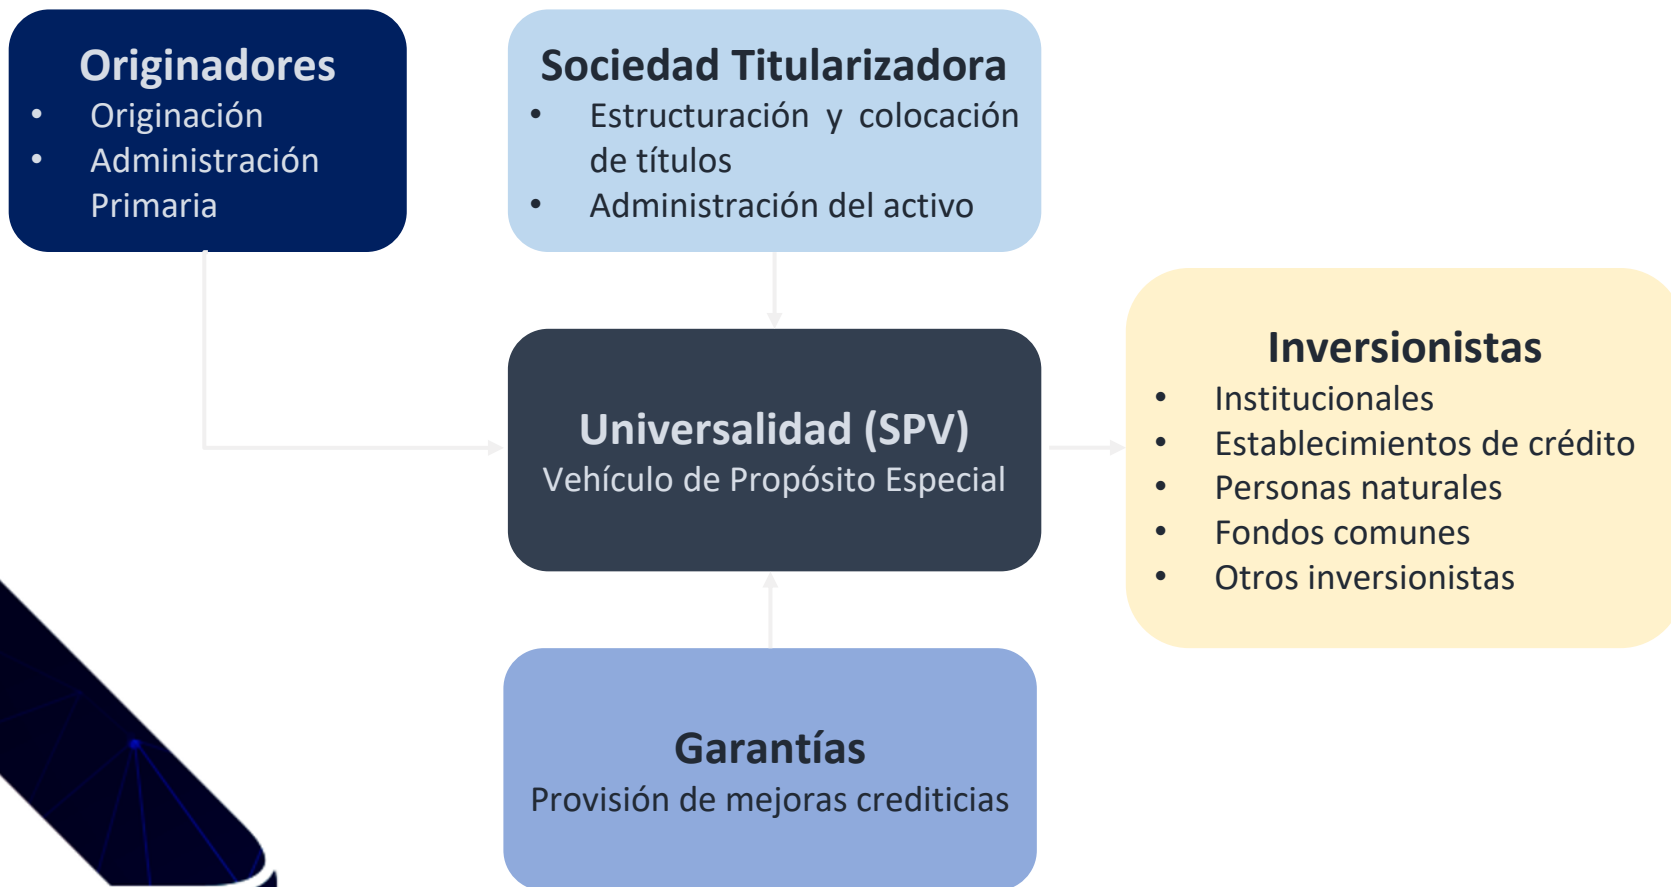 Originadores
• Originación
• Administración
Primaria
Sociedad Titularizadora
• Estructuración y colocación
de títulos
• Administración del activo
Universalidad (SPV)
Vehículo de Propósito Especial
Inversionistas
• Institucionales
• Establecimientos de crédito
• Personas naturales
• Fondos comunes
• Otros inversionistas
Garantías
Provisión de mejoras crediticias